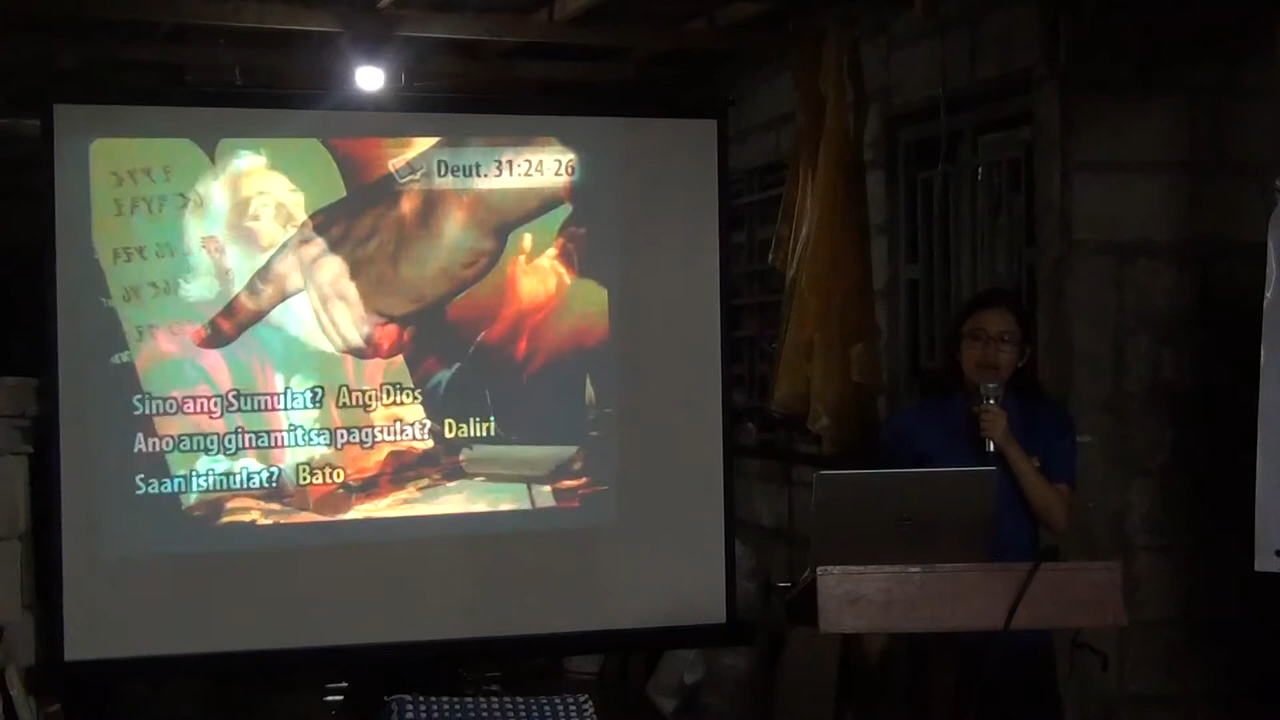 Deut. 31:24-26
Sino ang Sumulat? Ang Dios
Ano ang ginamit sa pagsulat? Daliri
Saan isinulat? Bato